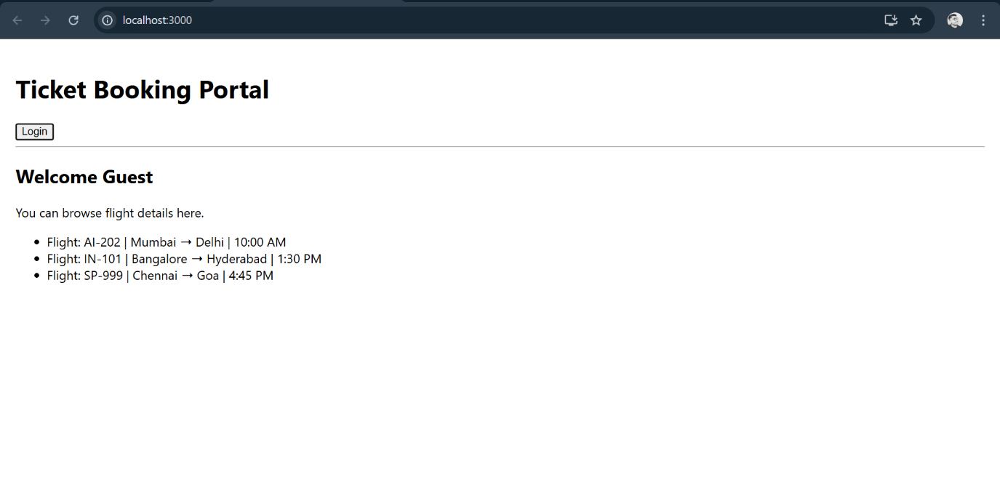 localhost:3000
Ticket Booking Portal
Login
Welcome Guest
You can browse flight details here.
• Flight: AI-202 | Mumbai → Delhi | 10:00 AM
• Flight: IN-101 | Bangalore → Hyderabad | 1:30 PM
• Flight: SP-999 | Chennai → Goa | 4:45 PM